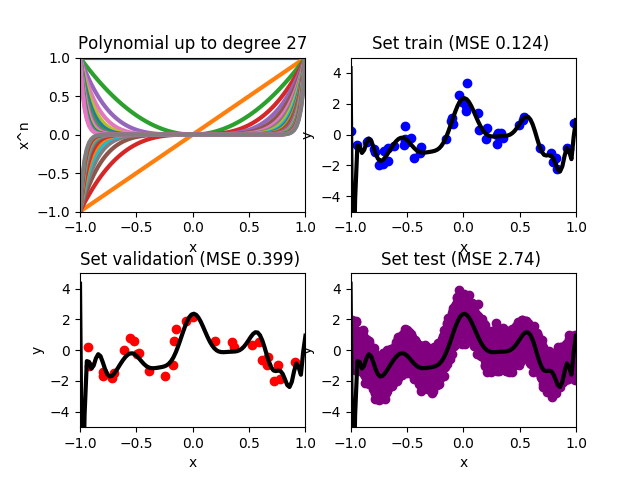 Polynomial up to degree 27
1.0
0.5
0.0
−0.5
−1.0
x^n
−1.0 −0.5 0.0 0.5 1.0
x
Set train (MSE 0.124)
4
2
0
−2
−4
y
−1.0 −0.5 0.0 0.5 1.0
x
Set validation (MSE 0.399)
4
2
0
−2
−4
y
−1.0 −0.5 0.0 0.5 1.0
x
Set test (MSE 2.74)
4
2
0
−2
−4
y
−1.0 −0.5 0.0 0.5 1.0
x